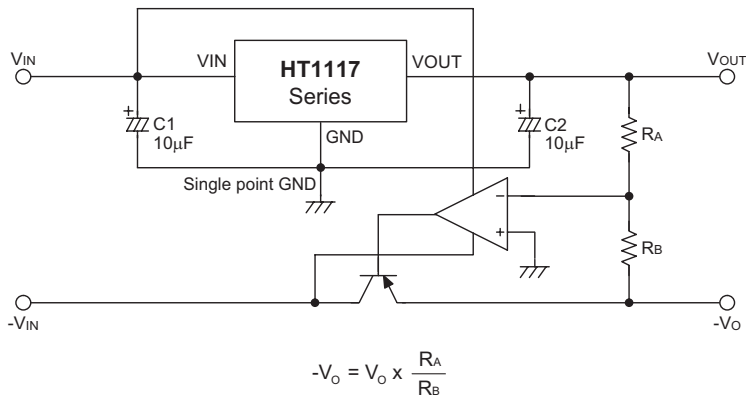 VIN
VIN
HT1117
Series
VOUT
VOUT
+
C1
10μF
GND
+
C2
10μF
RA
Single point GND
−
+
RB
-VIN
-VO
-VO = VO x RA
RB